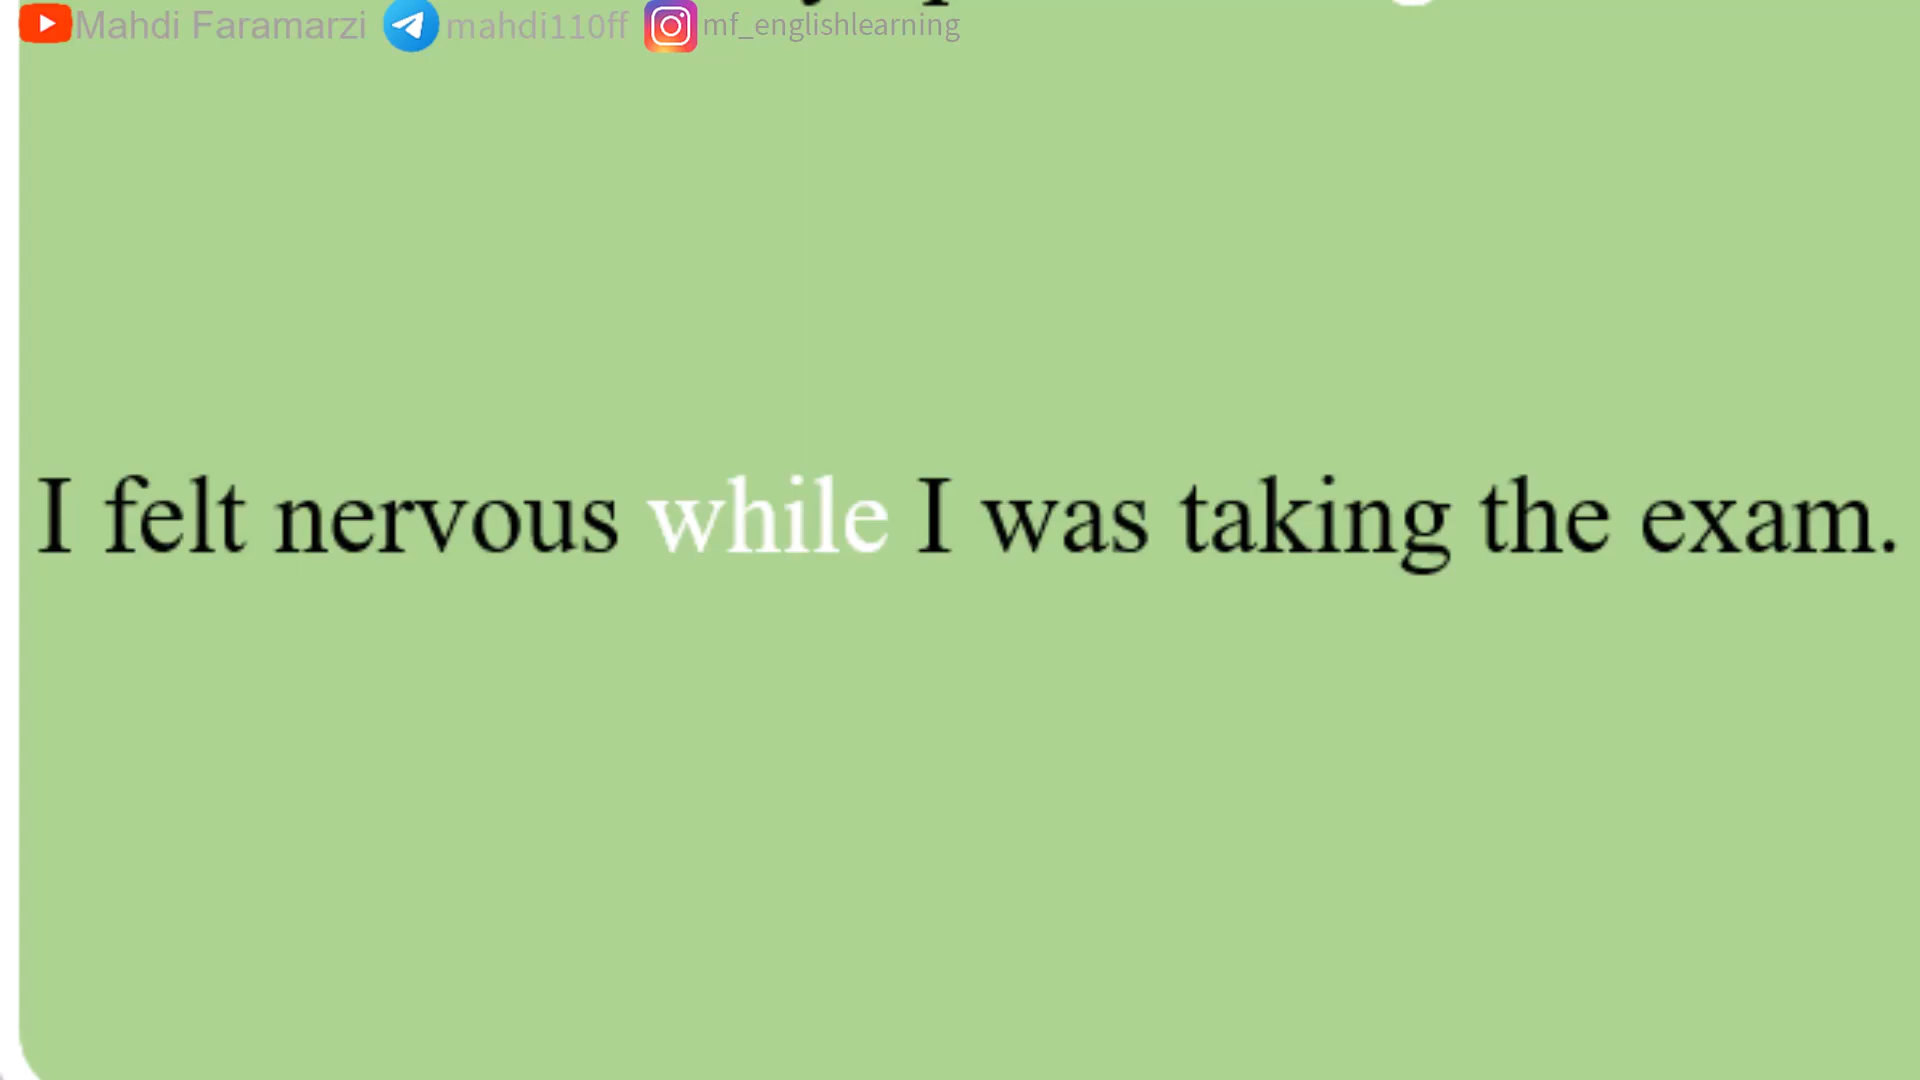 Mahdi Faramarzi mahdi110ff mf_englishlearning
I felt nervous while I was taking the exam.